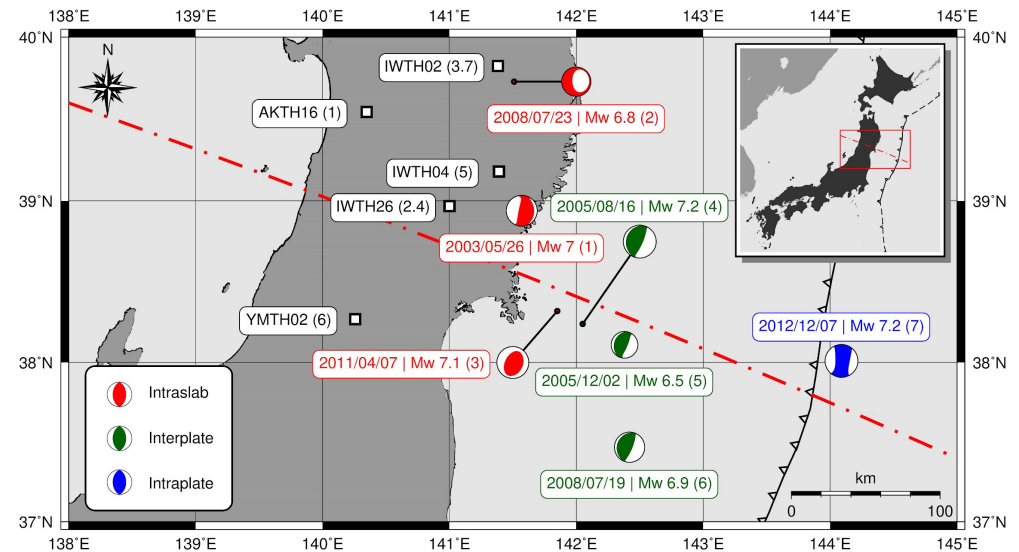 138°E 139°E 140°E 141°E 142°E 143°E 144°E 145°E
40°N 40°N
N
IWTH02 (3.7)
2008/07/23 | Mw 6.8 (2)
AKTH16 (1)
IWTH04 (5)
39°N 39°N
IWTH26 (2.4)
2005/08/16 | Mw 7.2 (4)
2003/05/26 | Mw 7 (1)
YMTH02 (6)
2012/12/07 | Mw 7.2 (7)
38°N 38°N
2011/04/07 | Mw 7.1 (3)
2005/12/02 | Mw 6.5 (5)
Intraslab
Interplate
Intraplate
2008/07/19 | Mw 6.9 (6)
km
0 100
37°N 37°N
138°E 139°E 140°E 141°E 142°E 143°E 144°E 145°E